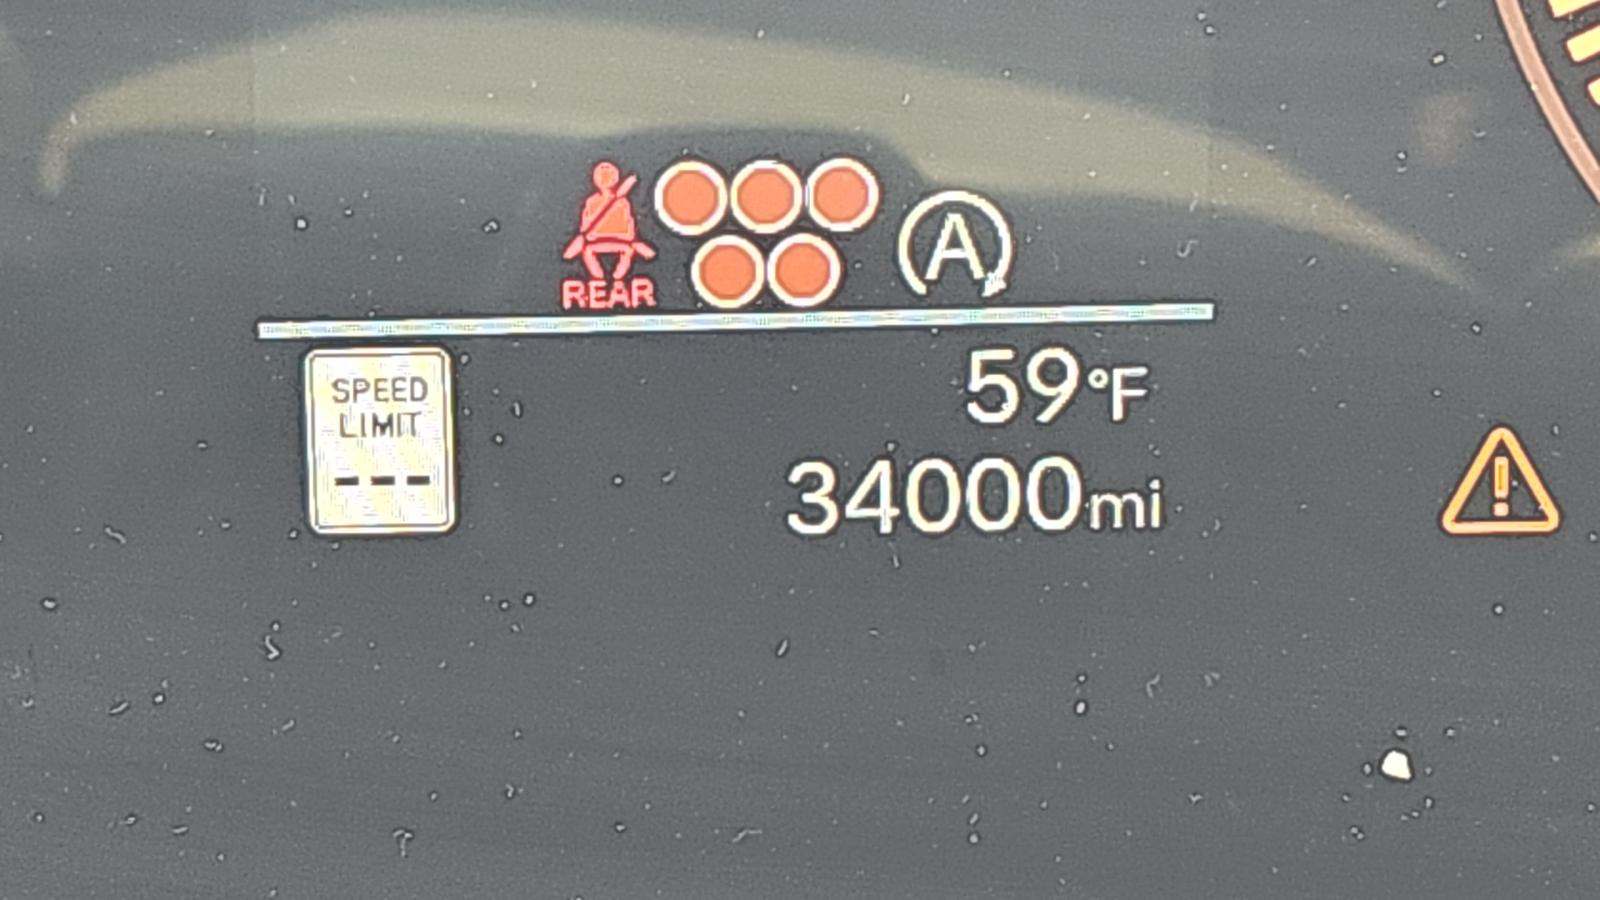 REAR
A
SPEED
LIMIT
---
59°F
34000mi
!